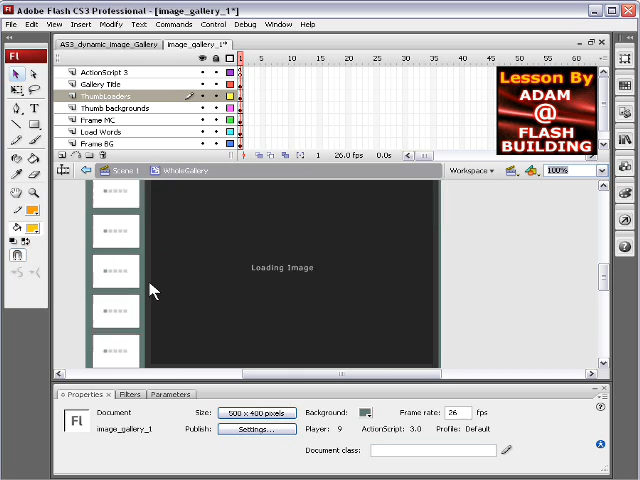 Adobe Flash CS3 Professional - [image_gallery_1*]
File Edit View Insert Modify Text Commands Control Debug Window Help
Fl
AS3_dynamic_Image_Gallery image_gallery_1*
1 5 10 15 20 25 30 35 40 45 50 55 60 65
ActionScript 3
Gallery Title
ThumbLoaders
Thumb backgrounds
Frame MC
Load Words
Frame BG
1 26.0 fps 0.0s
Lesson By
ADAM
@
FLASH
BUILDING
Scene 1 WholeGallery Workspace 100%
Loading Image
Properties Filters Parameters
Fl
Document Size: 500 x 400 pixels Background: Frame rate: 26 fps
image_gallery_1 Publish: Settings... Player: 9 ActionScript: 3.0 Profile: Default
Document class: